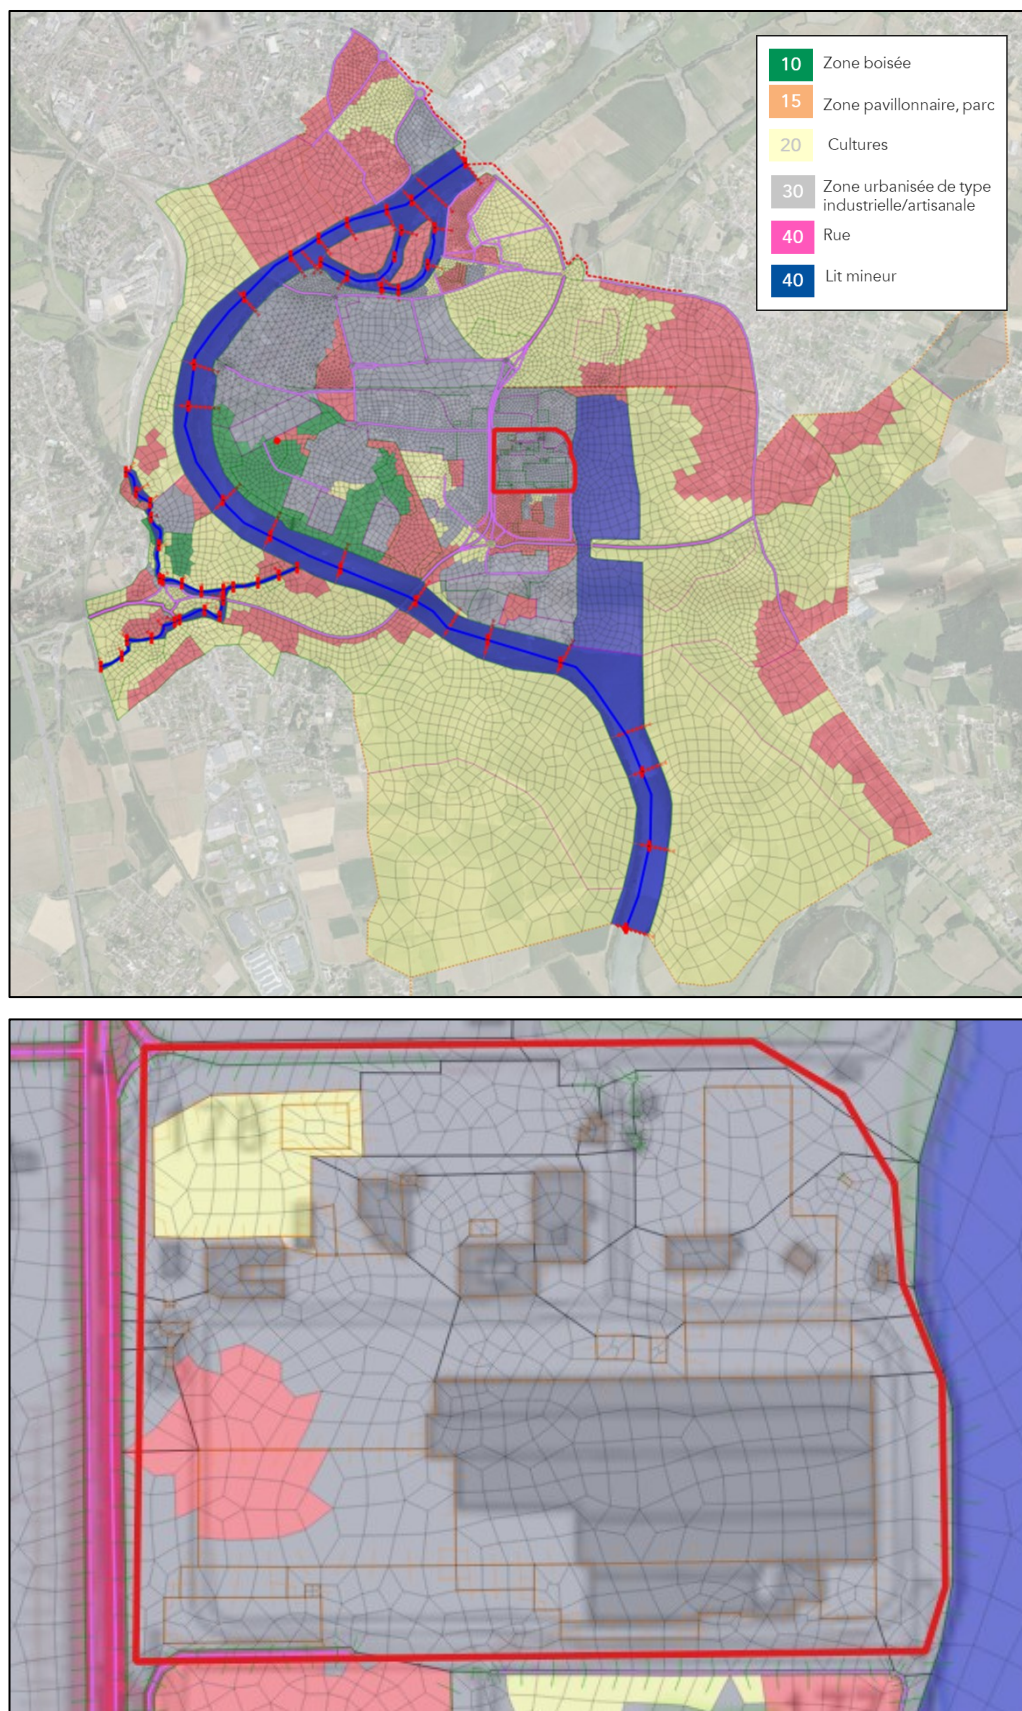 10 Zone boisée
15 Zone pavillonnaire, parc
20 Cultures
30 Zone urbanisée de type
industrielle/artisanale
40 Rue
40 Lit mineur